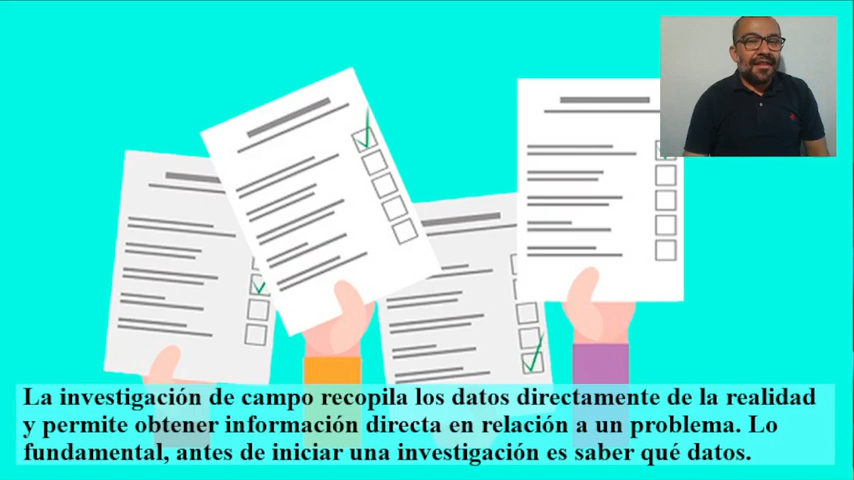 La investigación de campo recopila los datos directamente de la realidad
y permite obtener información directa en relación a un problema. Lo
fundamental, antes de iniciar una investigación es saber qué datos.